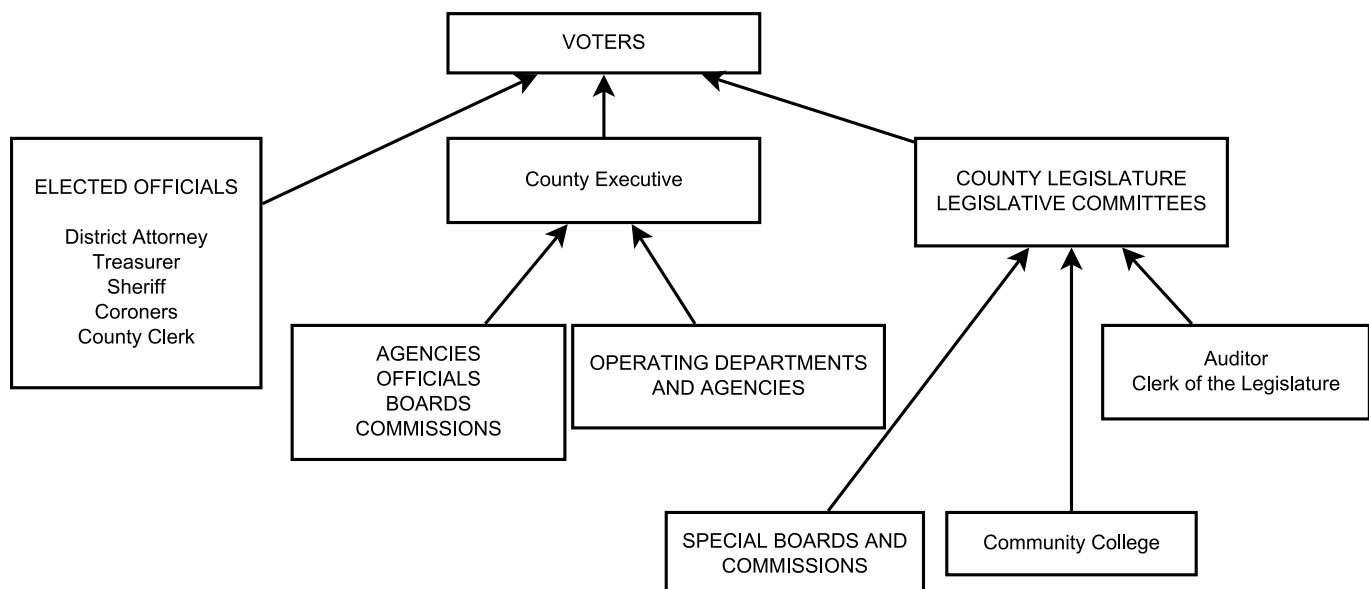 VOTERS
ELECTED OFFICIALS
District Attorney
Treasurer
Sheriff
Coroners
County Clerk
County Executive
COUNTY LEGISLATURE
LEGISLATIVE COMMITTEES
AGENCIES
OFFICIALS
BOARDS
COMMISSIONS
OPERATING DEPARTMENTS
AND AGENCIES
Auditor
Clerk of the Legislature
SPECIAL BOARDS AND
COMMISSIONS
Community College